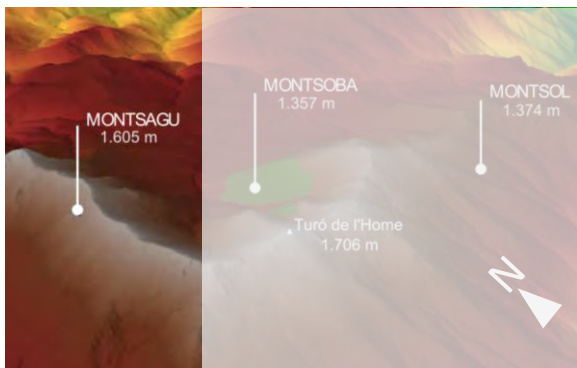 MONTSAGU
1.605 m
MONTSOBA
1.357 m
MONTSOL
1.374 m
Turó de l'Home
1.706 m
N